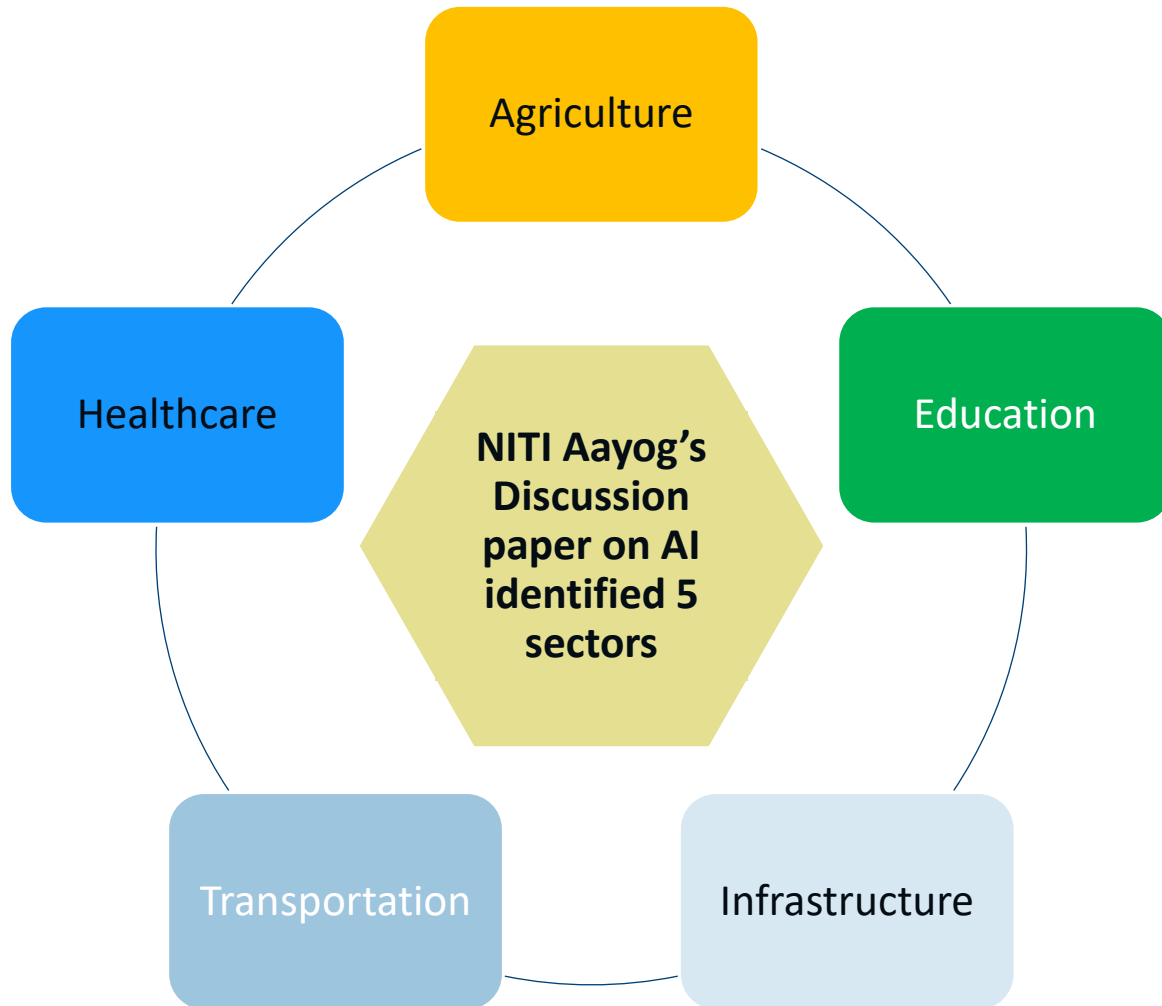 Agriculture
Healthcare
Education
NITI Aayog’s
Discussion
paper on AI
identified 5
sectors
Transportation
Infrastructure